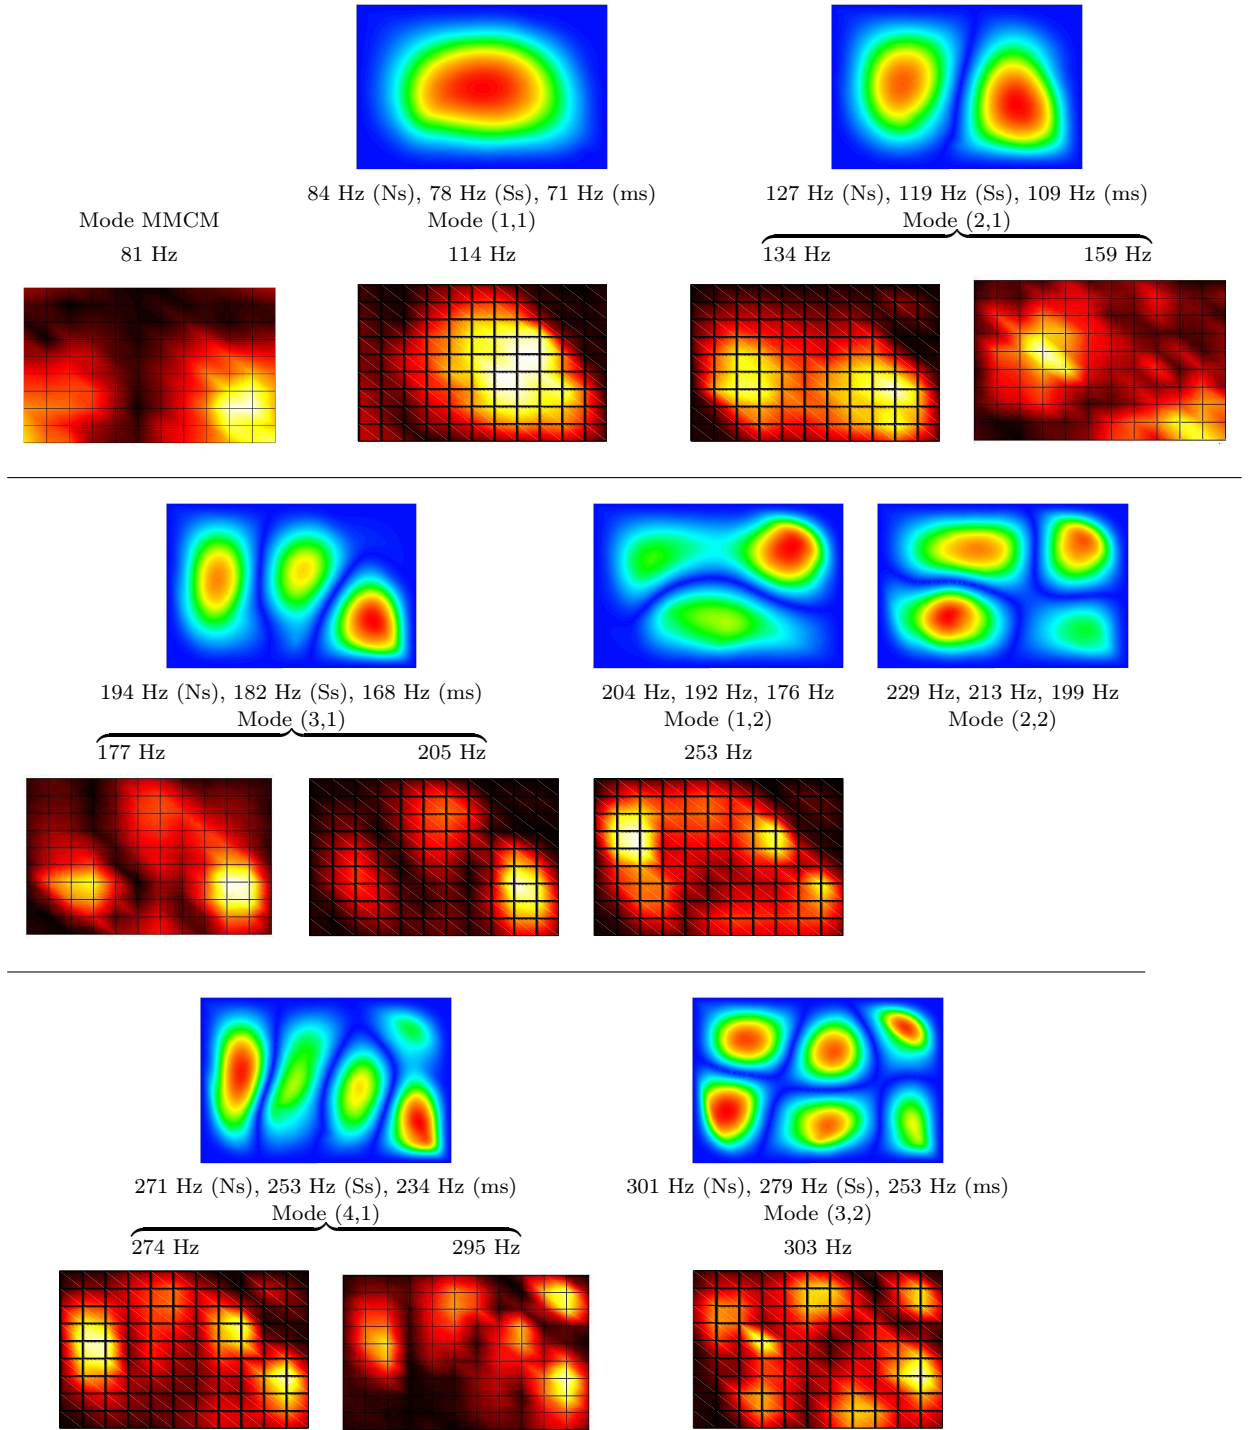 84 Hz (Ns), 78 Hz (Ss), 71 Hz (ms)
Mode (1,1)
127 Hz (Ns), 119 Hz (Ss), 109 Hz (ms)
Mode (2,1)
Mode MMCM
81 Hz
114 Hz
134 Hz
159 Hz
194 Hz (Ns), 182 Hz (Ss), 168 Hz (ms)
Mode (3,1)
204 Hz, 192 Hz, 176 Hz
Mode (1,2)
229 Hz, 213 Hz, 199 Hz
Mode (2,2)
177 Hz
205 Hz
253 Hz
271 Hz (Ns), 253 Hz (Ss), 234 Hz (ms)
Mode (4,1)
301 Hz (Ns), 279 Hz (Ss), 253 Hz (ms)
Mode (3,2)
274 Hz
295 Hz
303 Hz